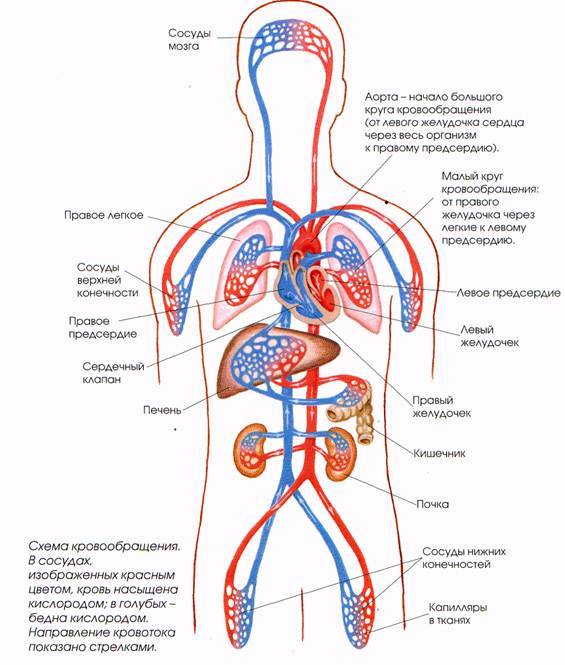 Сосуды
мозга
Аорта – начало большого
круга кровообращения
(от левого желудочка сердца
через весь организм
к правому предсердию).
Малый круг
кровообращения:
от правого
желудочка через
легкие к левому
предсердию.
Правое легкое
Сосуды
верхней
конечности
Левое предсердие
Правое
предсердие
Левый
желудочек
Сердечный
клапан
Печень
Правый
желудочек
Кишечник
Почка
Схема кровообращения.
В сосудах,
изображенных красным
цветом, кровь насыщена
кислородом; в голубых –
бедна кислородом.
Направление кровотока
показано стрелками.
Сосуды нижних
конечностей
Капилляры
в тканях